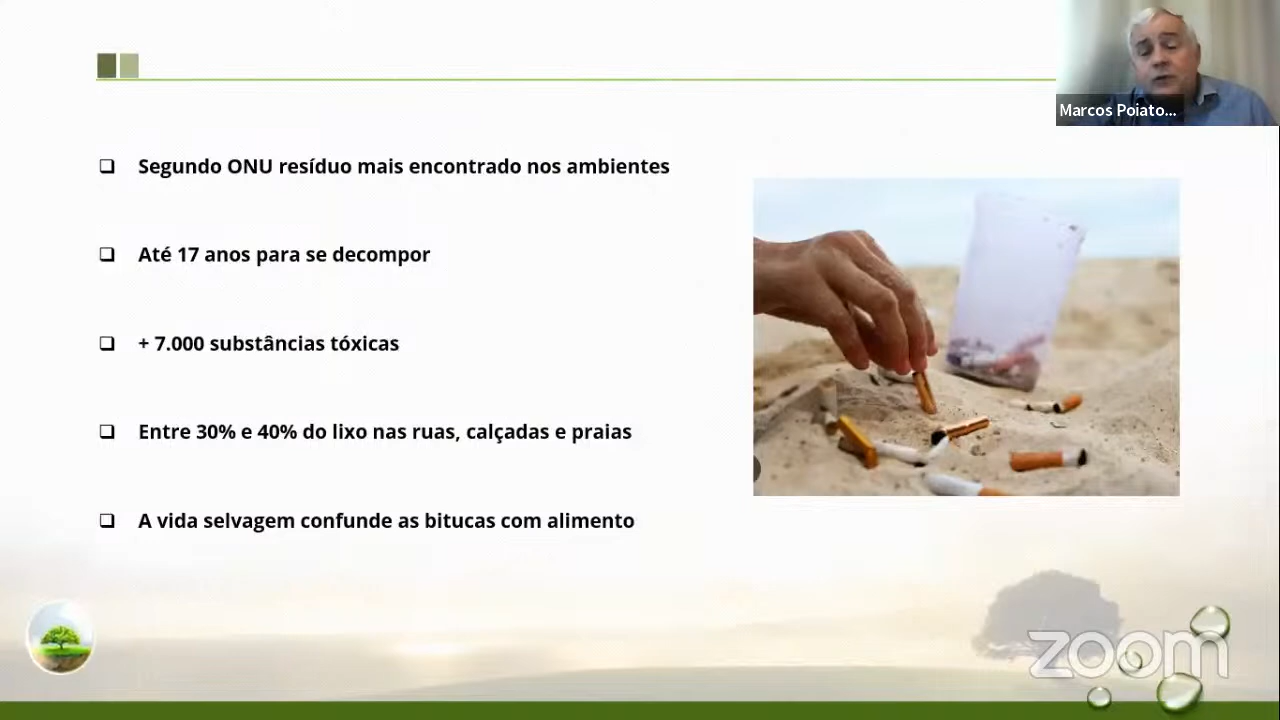 Marcos Poiato...
Segundo ONU resíduo mais encontrado nos ambientes
Até 17 anos para se decompor
+ 7.000 substâncias tóxicas
Entre 30% e 40% do lixo nas ruas, calçadas e praias
A vida selvagem confunde as bitucas com alimento
zoom